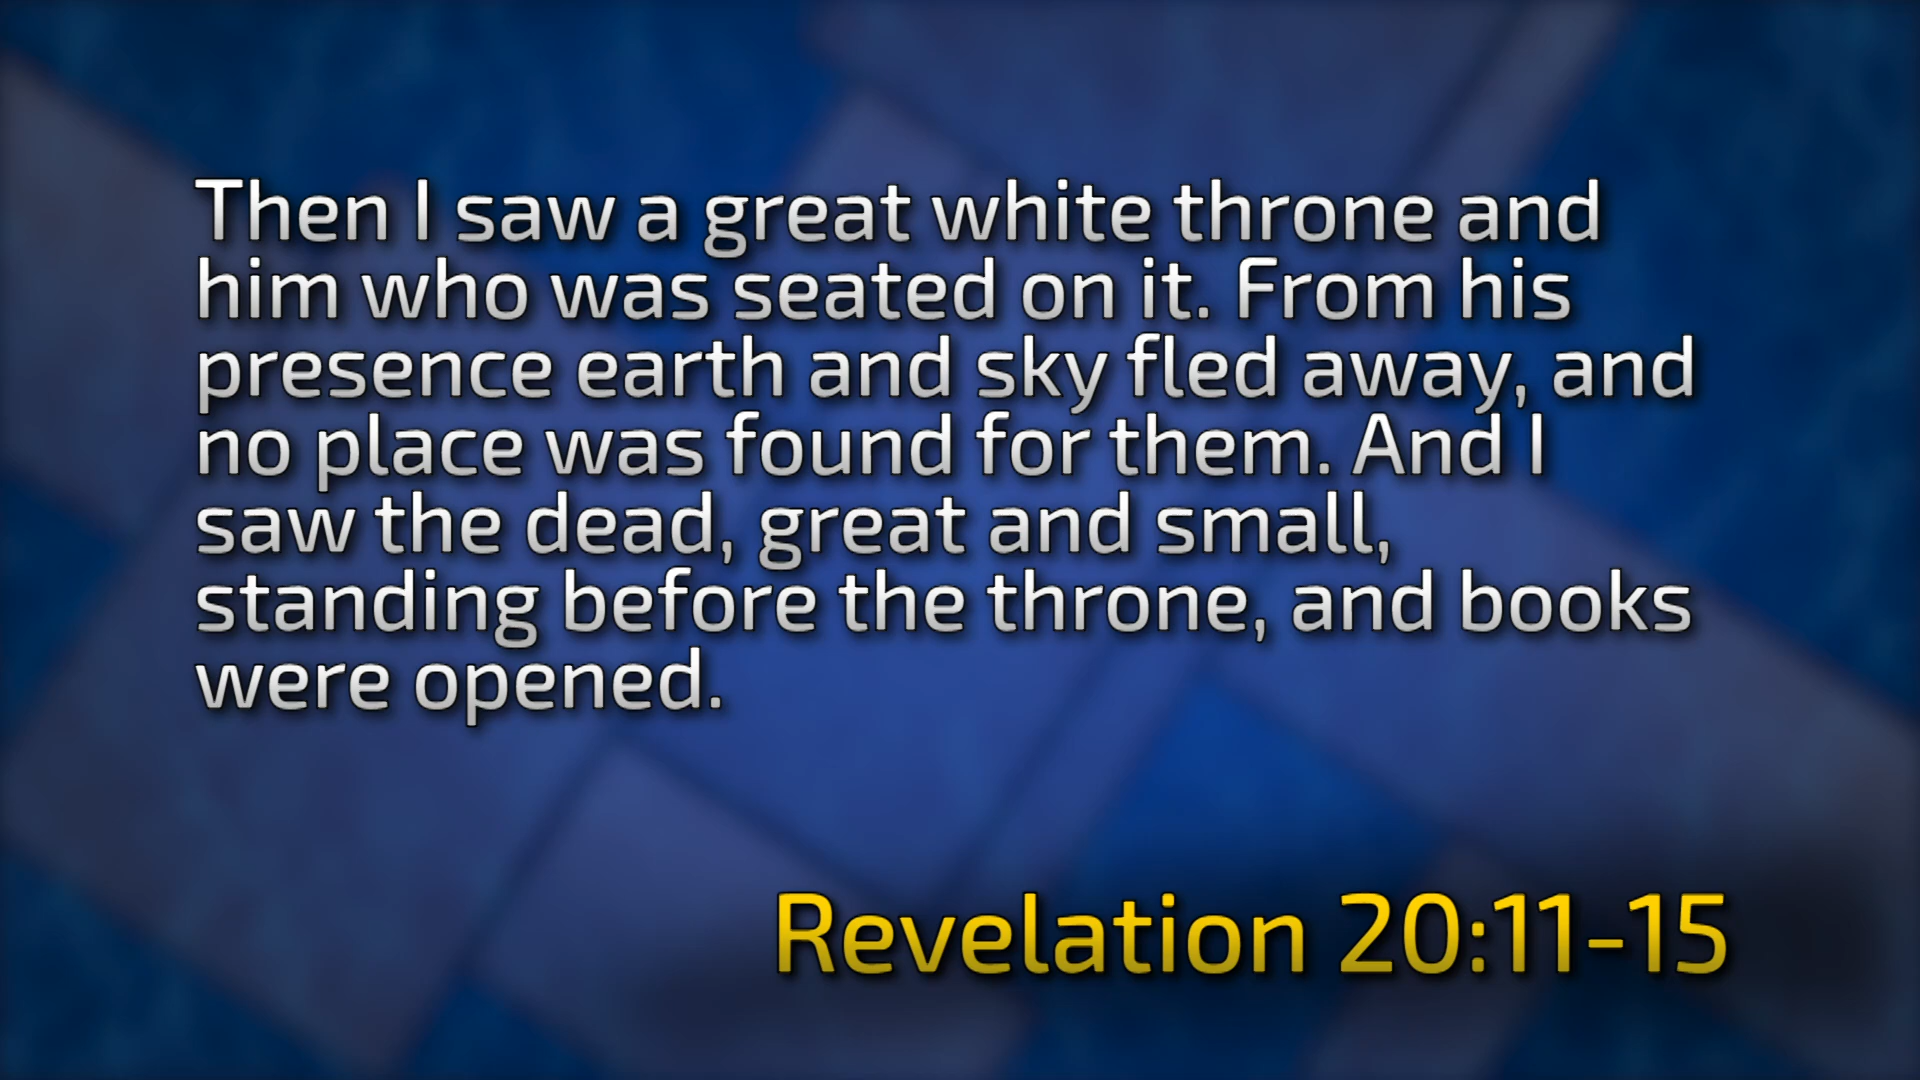 Then I saw a great white throne and
him who was seated on it. From his
presence earth and sky fled away, and
no place was found for them. And I
saw the dead, great and small,
standing before the throne, and books
were opened.
Revelation 20:11-15